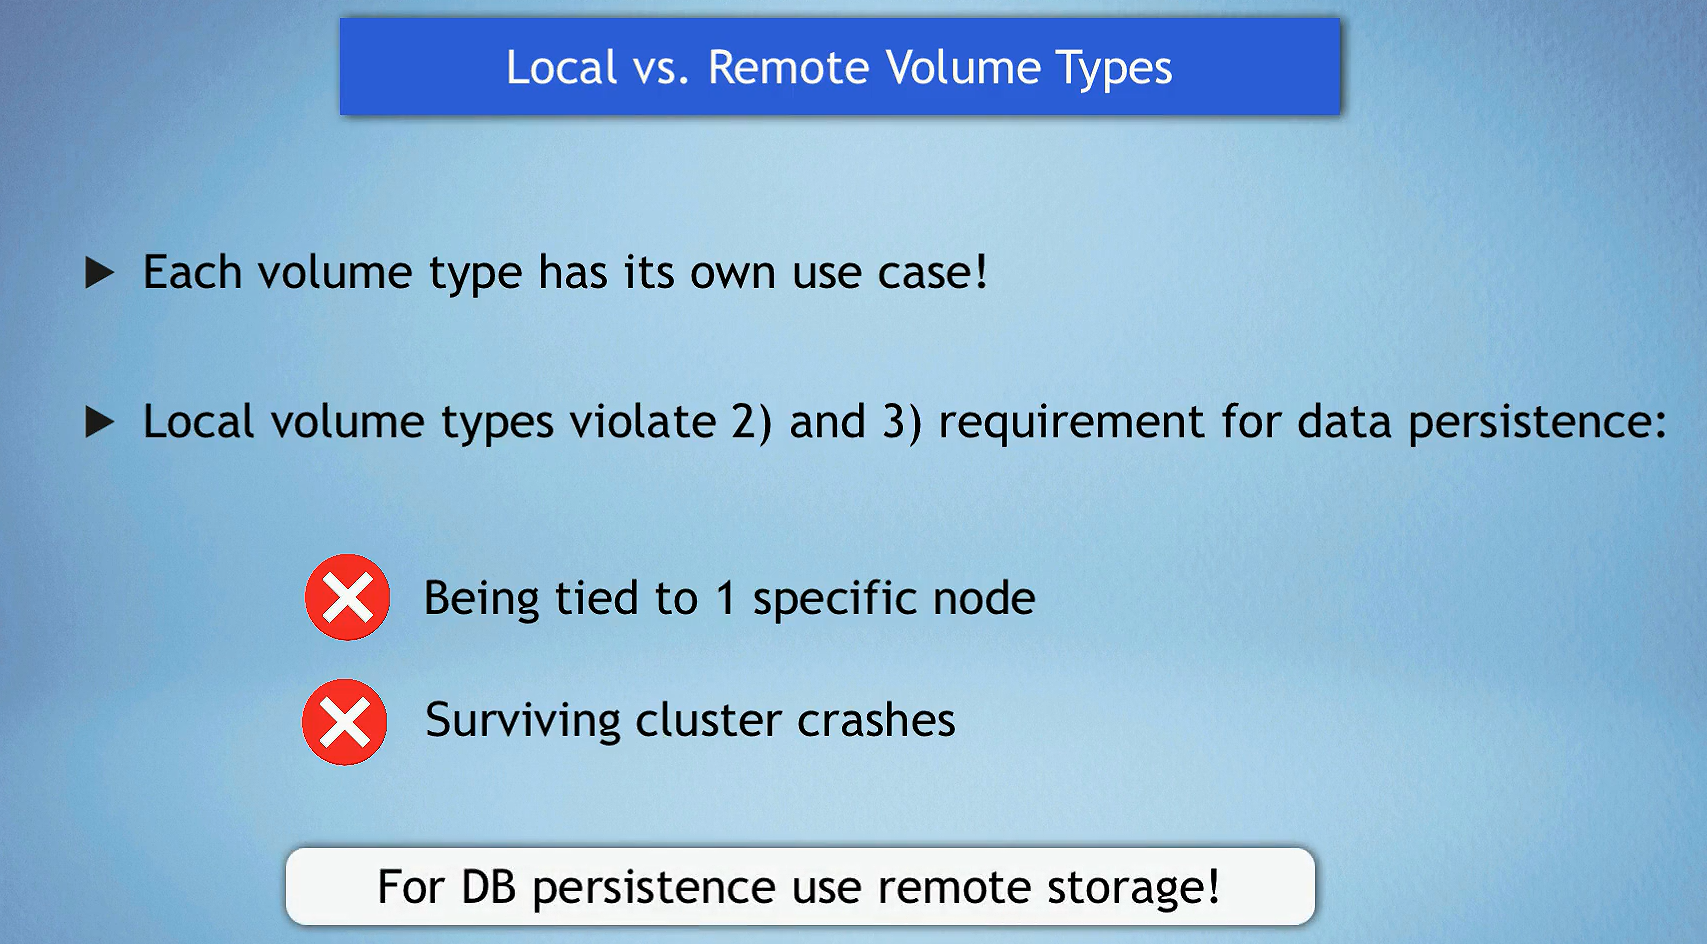 Local vs. Remote Volume Types
Each volume type has its own use case!
Local volume types violate 2) and 3) requirement for data persistence:
Being tied to 1 specific node
Surviving cluster crashes
For DB persistence use remote storage!